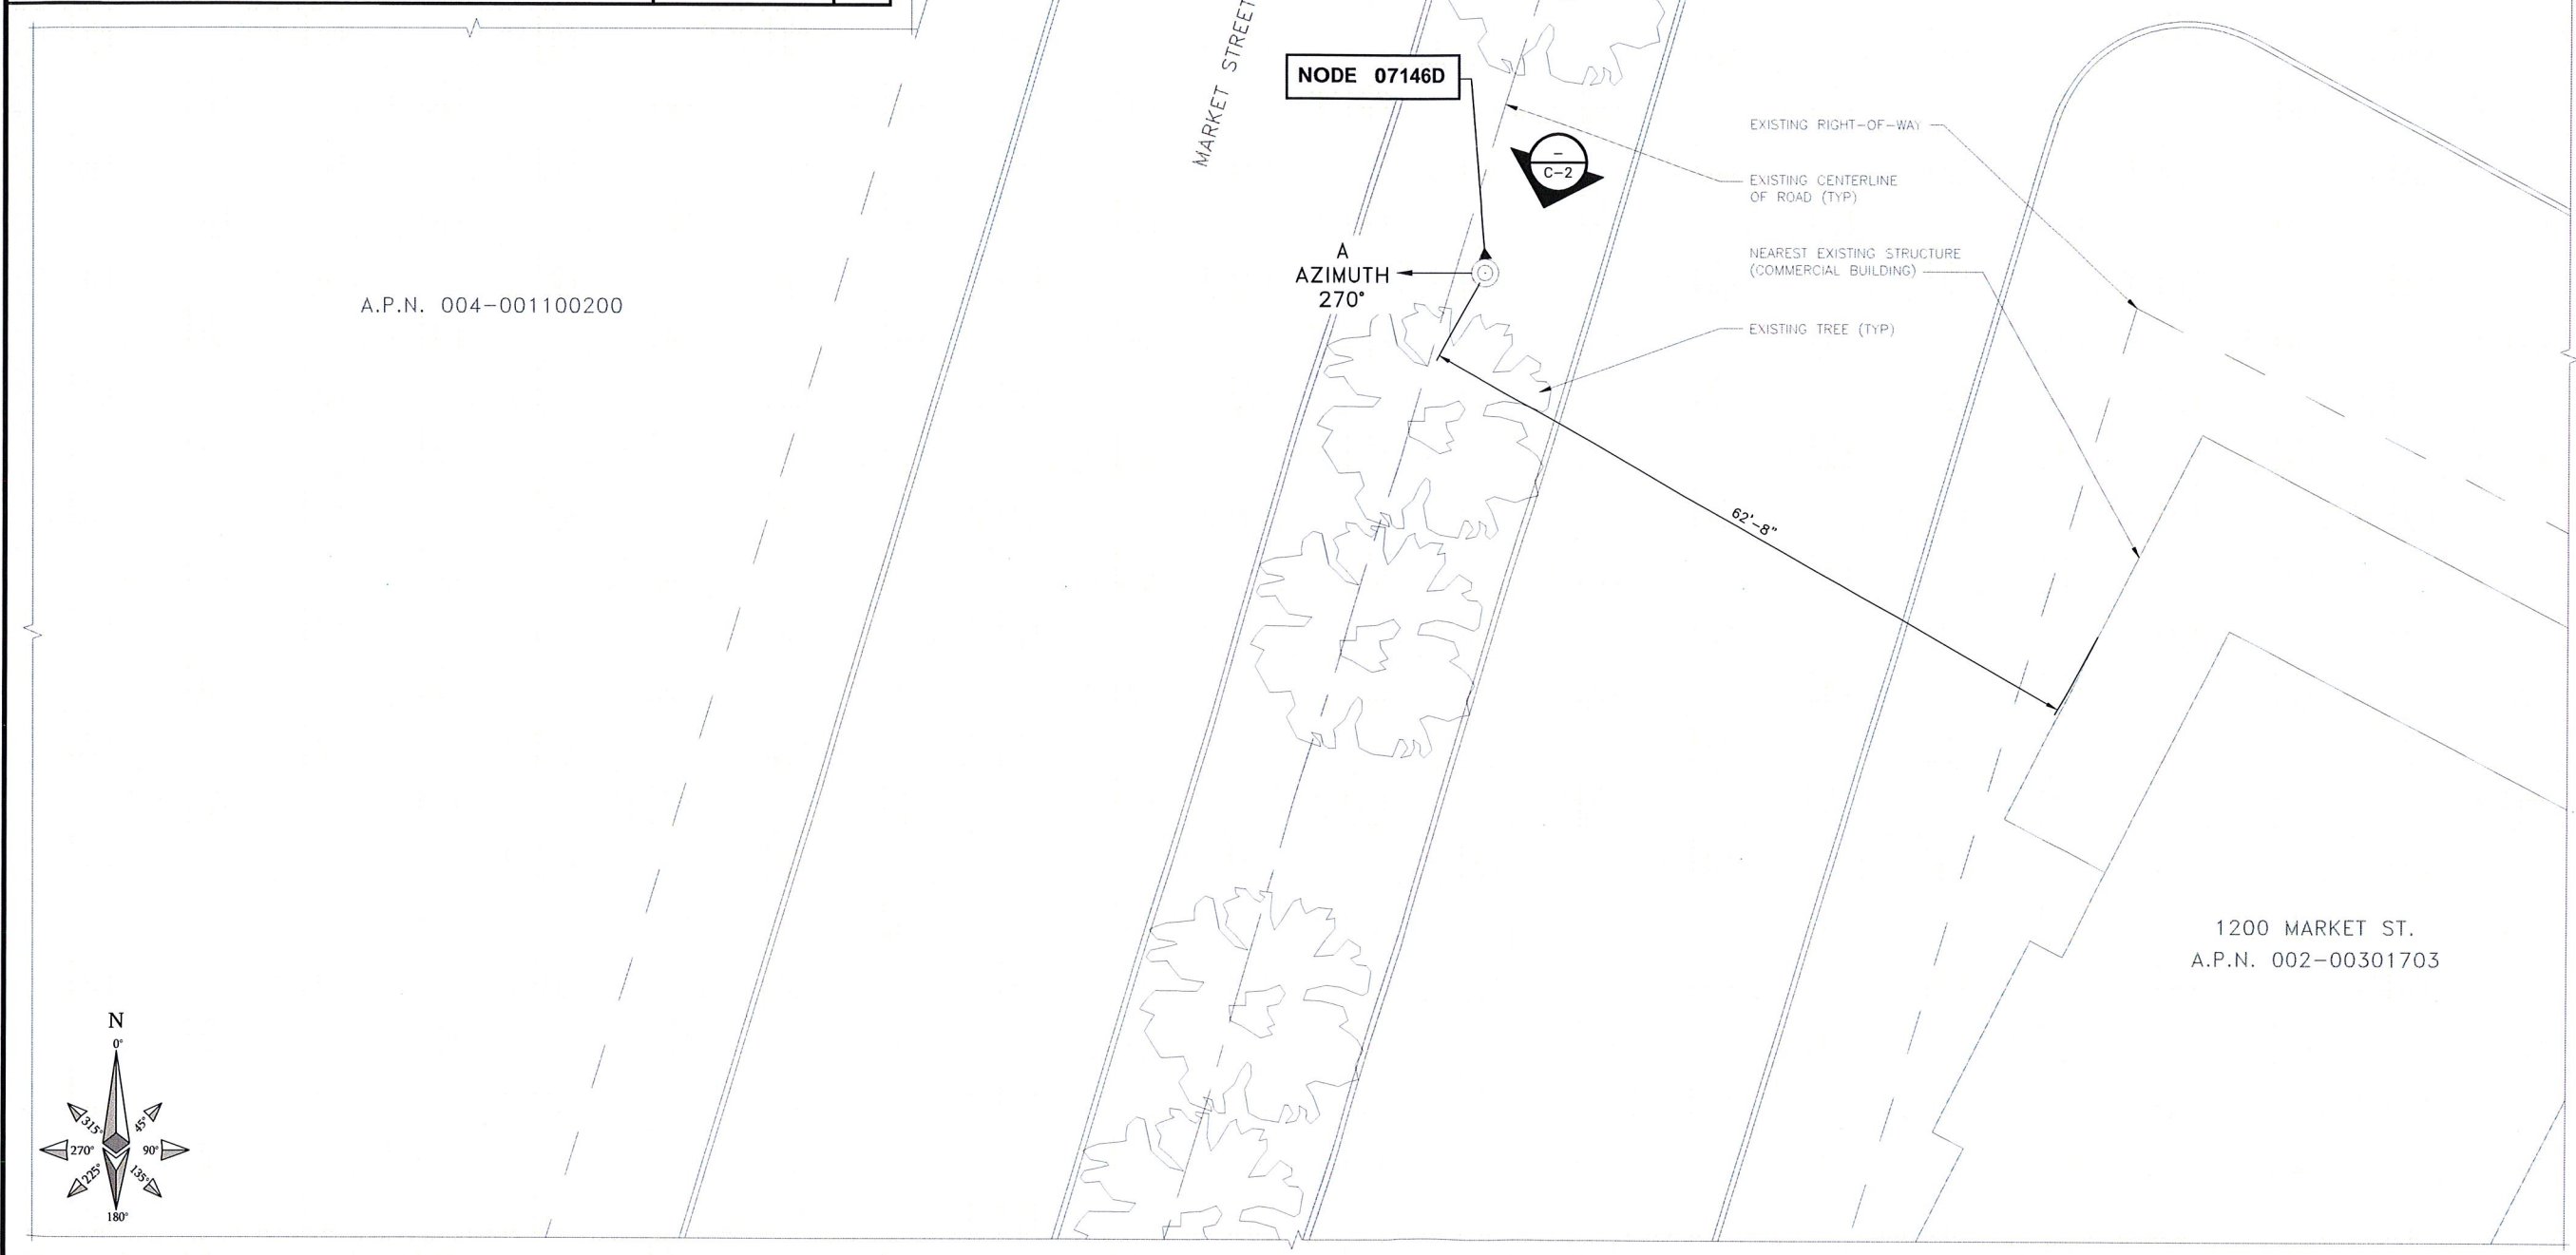 MARKET STREET
NODE 07146D
–
C-2
EXISTING RIGHT-OF-WAY
EXISTING CENTERLINE
OF ROAD (TYP)
A
AZIMUTH
270°
NEAREST EXISTING STRUCTURE
(COMMERCIAL BUILDING)
A.P.N. 004-001100200
EXISTING TREE (TYP)
62'-8"
1200 MARKET ST.
A.P.N. 002-00301703
N
0°
315°
45°
270°
90°
225°
135°
180°